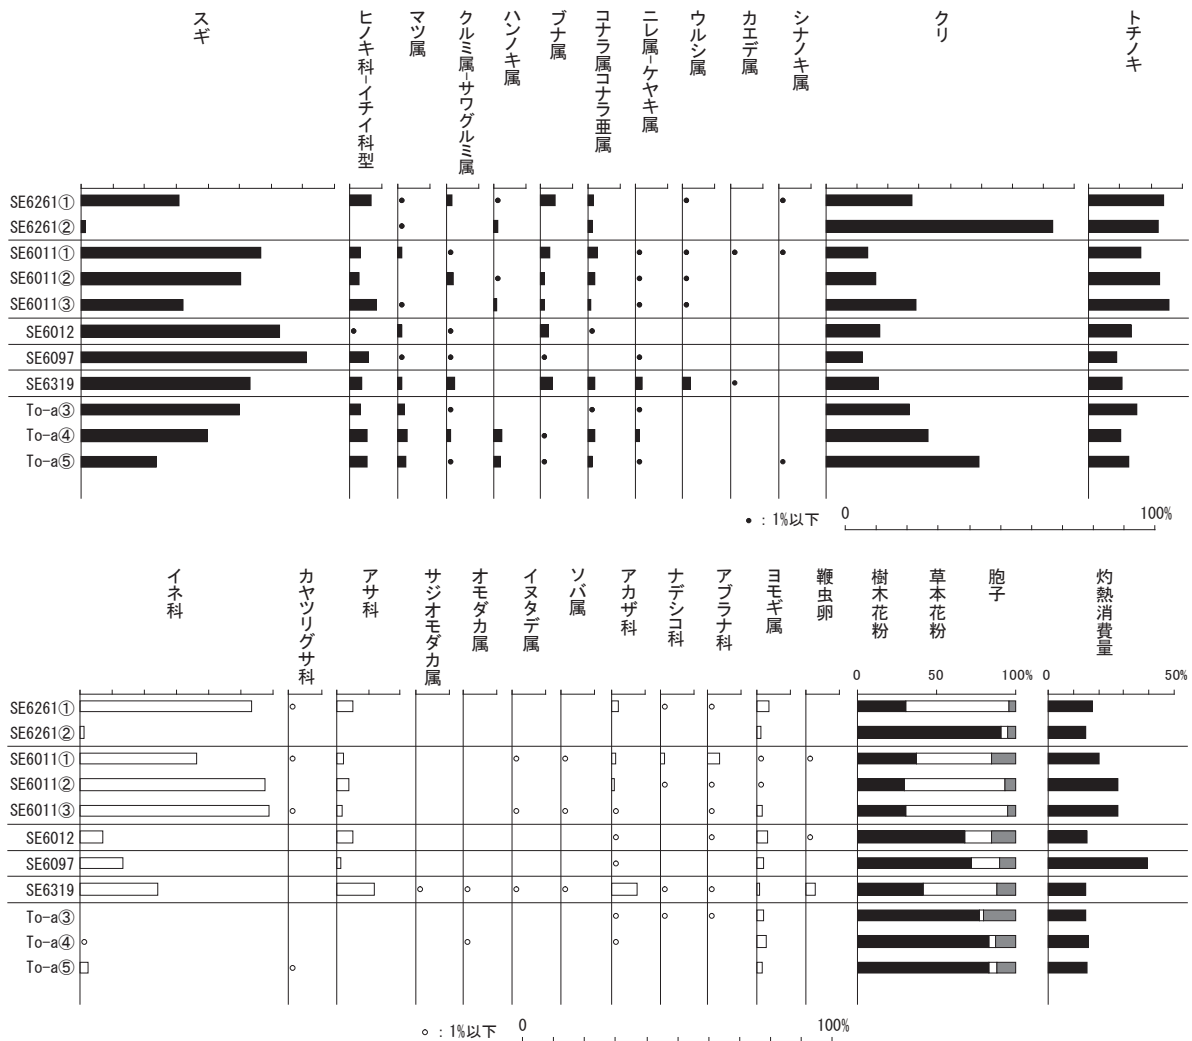 スギ
ヒノキ科-イチイ科型
マツ属
クルミ属-サワグルミ属
ハンノキ属
ブナ属
コナラ属コナラ亜属
ニレ属-ケヤキ属
ウルシ属
カエデ属
シナノキ属
クリ
トチノキ
SE6261①
SE6261②
SE6011①
SE6011②
SE6011③
SE6012
SE6097
SE6319
To-a③
To-a④
To-a⑤
●：1%以下
0 100%
イネ科
カヤツリグサ科
アサ科
サジオモダカ属
オモダカ属
イヌタデ属
ソバ属
アカザ科
ナデシコ科
アブラナ科
ヨモギ属
鞭虫卵
樹木花粉
草本花粉
胞子
灼熱消費量
0 50 100%
0 50%
SE6261①
SE6261②
SE6011①
SE6011②
SE6011③
SE6012
SE6097
SE6319
To-a③
To-a④
To-a⑤
○：1%以下
0 100%